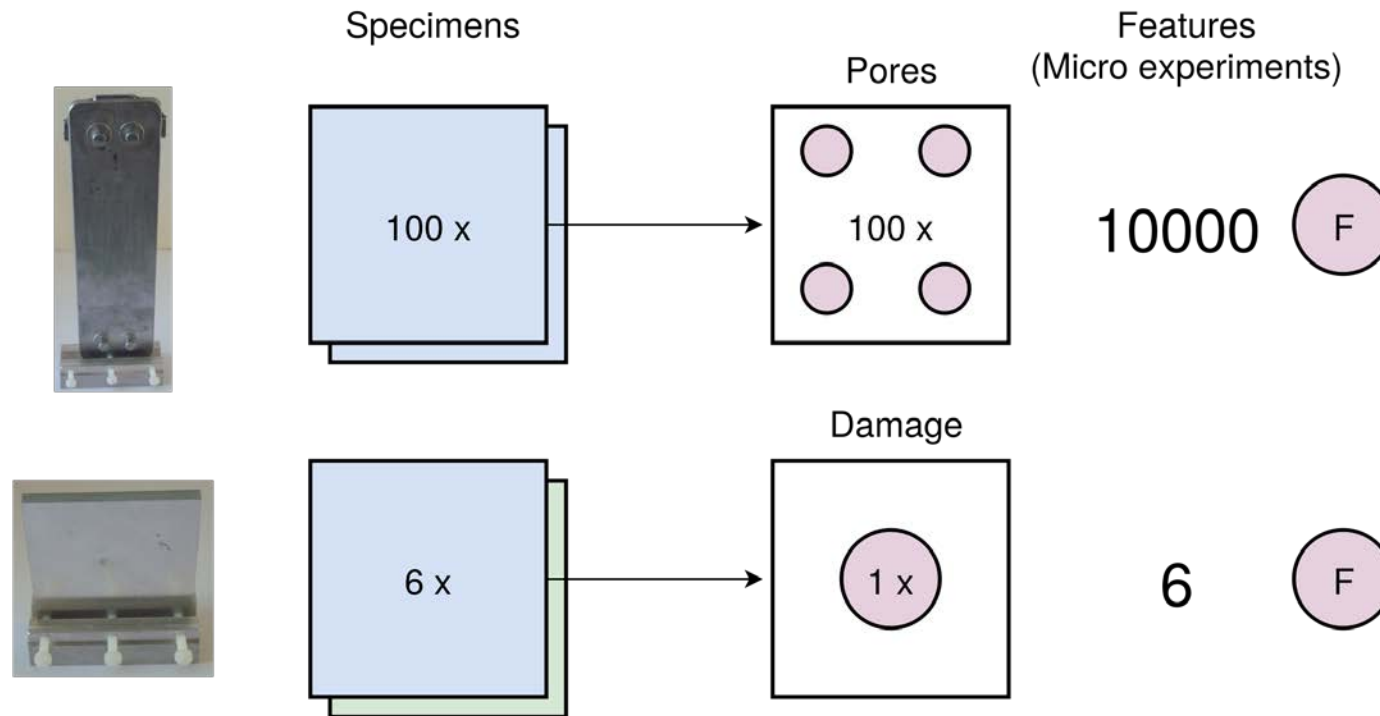 Specimens
Features
(Micro experiments)
Pores
100 x
100 x
10000
F
Damage
6 x
1 x
6
F